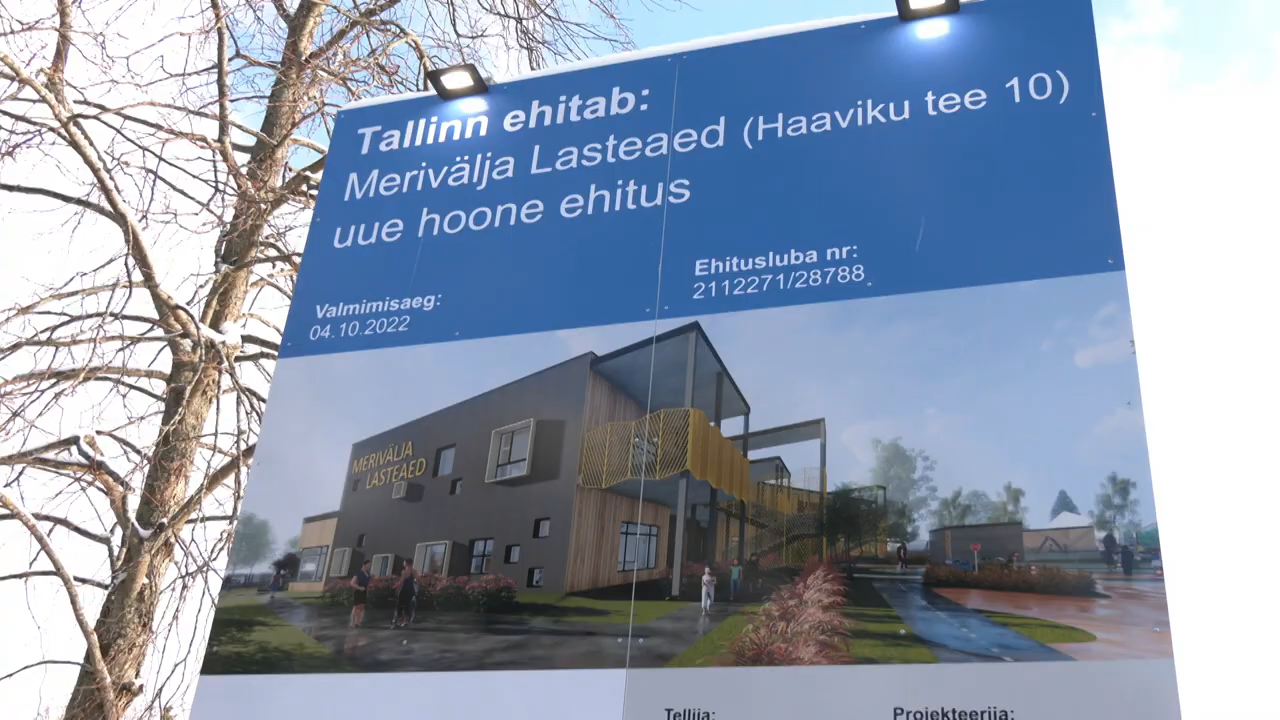 Tallinn ehitab:
Merivälja Lasteaed (Haaviku tee 10)
uue hoone ehitus
Ehitusluba nr:
2112271/28788
Valmimisaeg:
04.10.2022
MERIVÄLJA
LASTEAED
Tellija:
Projekteerija: